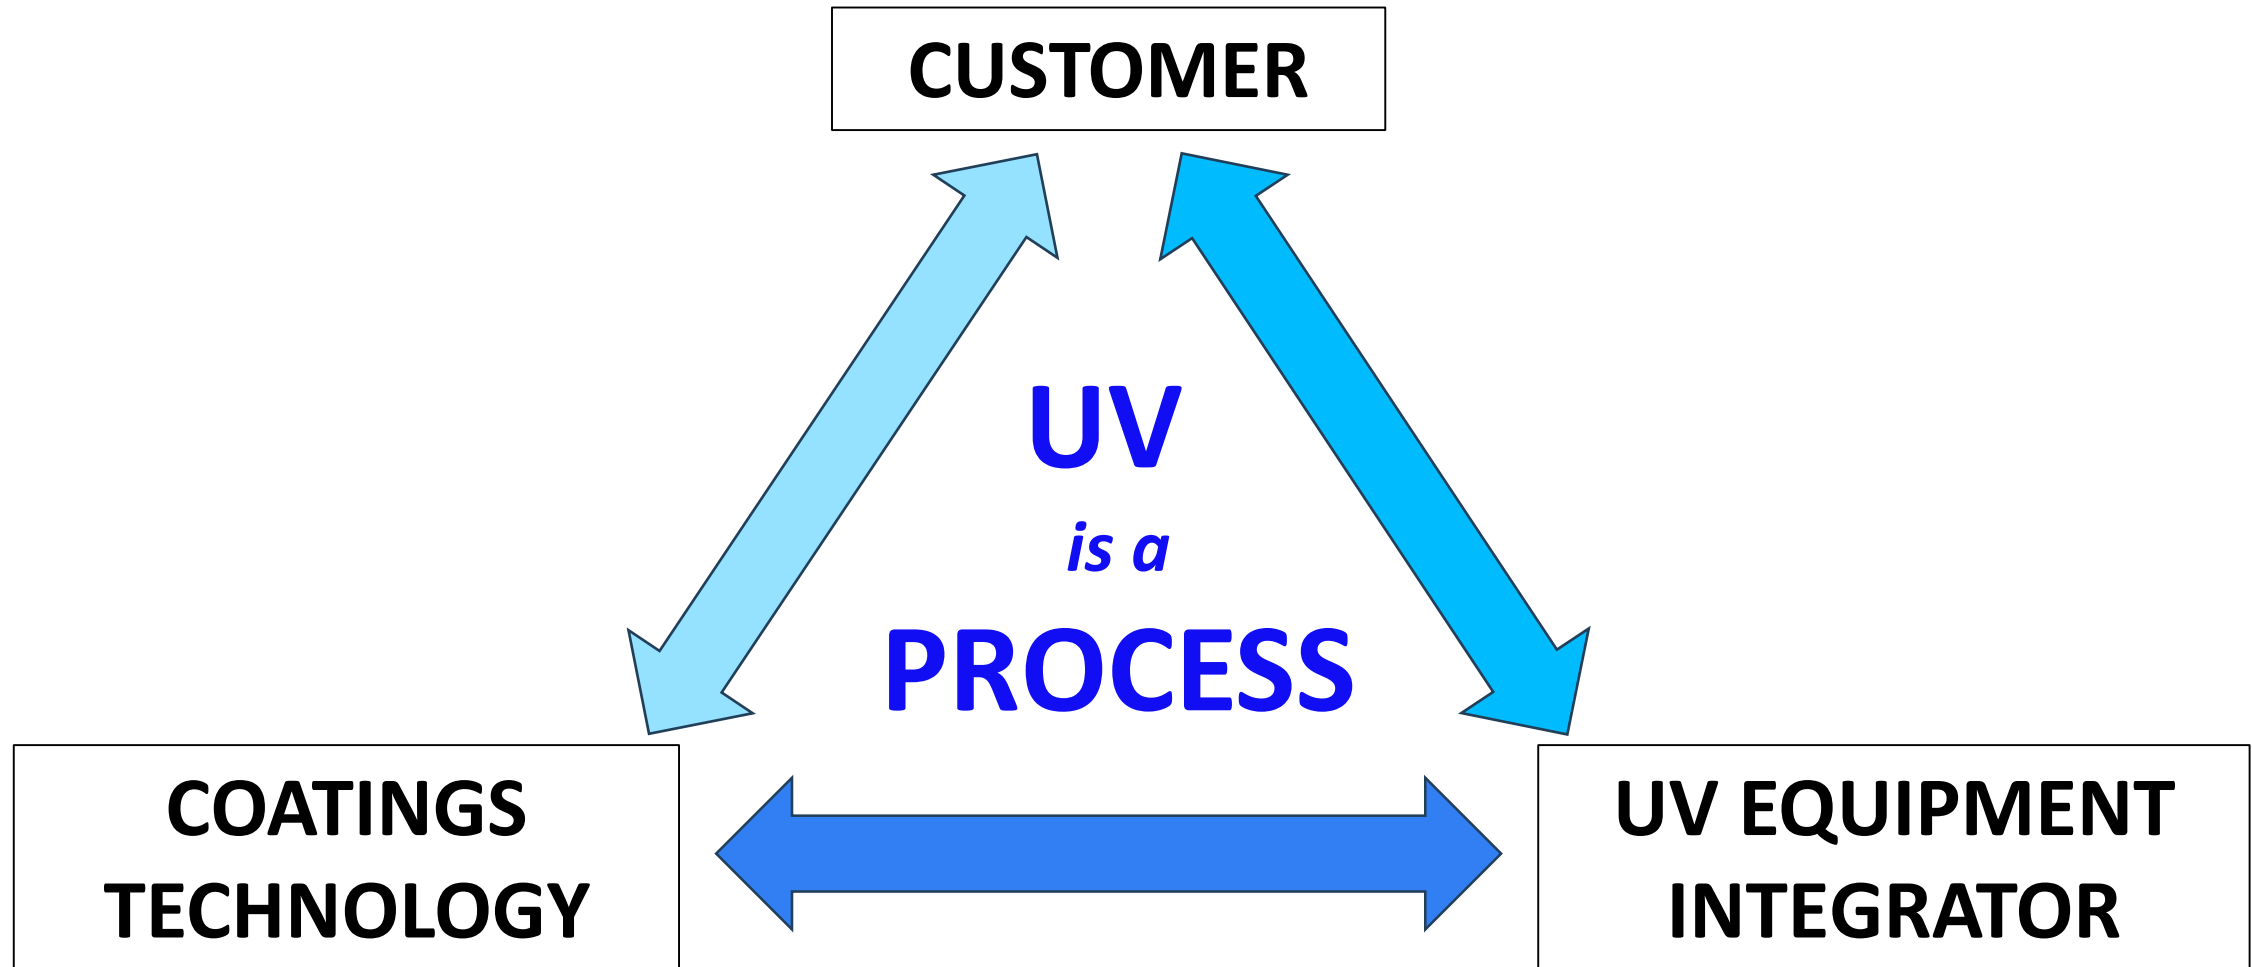 CUSTOMER
UV
is a
PROCESS
COATINGS
TECHNOLOGY
UV EQUIPMENT
INTEGRATOR